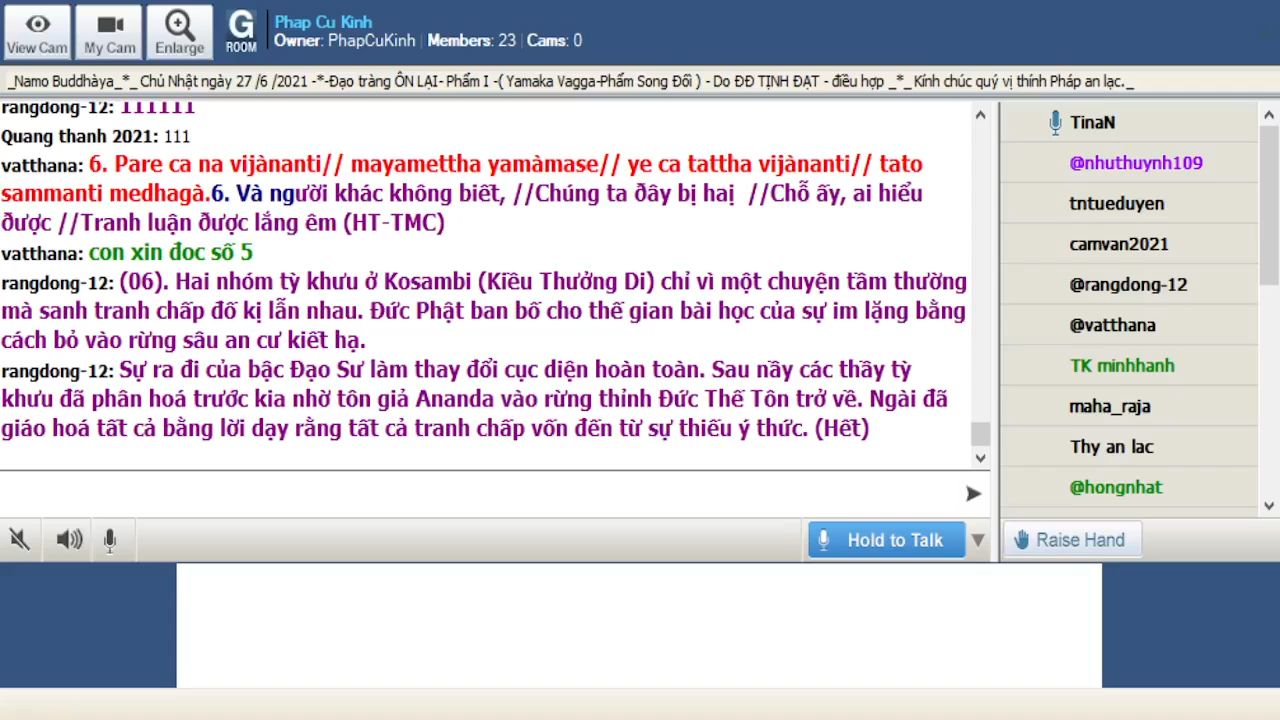 View Cam
My Cam
Enlarge
G
ROOM
Phap Cu Kinh
Owner: PhapCuKinh | Members: 23 | Cams: 0
_Namo Buddhàya_*_ Chủ Nhật ngày 27 /6 /2021 -*-Đạo tràng ÔN LẠI- Phẩm I -( Yamaka Vagga-Phẩm Song Đối ) - Do ĐĐ TỊNH ĐẠT - điều hợp _*_ Kính chúc quý vị thính Pháp an lạc._
rangdong-12: 111111
Quang thanh 2021: 111
vatthana: 6. Pare ca na vijànanti// mayamettha yamàmase// ye ca tattha vijànanti// tato
sammanti medhagà.6. Và người khác không biết, //Chúng ta ðây bị haị //Chỗ ấy, ai hiểu
ðược //Tranh luận ðược lắng êm (HT-TMC)
vatthana: con xin đoc số 5
rangdong-12: (06). Hai nhóm tỳ khưu ở Kosambi (Kiều Thưởng Di) chỉ vì một chuyện tầm thường
mà sanh tranh chấp đố kị lẫn nhau. Đức Phật ban bố cho thế gian bài học của sự im lặng bằng
cách bỏ vào rừng sâu an cư kiết hạ.
rangdong-12: Sự ra đi của bậc Đạo Sư làm thay đổi cục diện hoàn toàn. Sau nầy các thầy tỳ
khưu đã phân hoá trước kia nhờ tôn giả Ananda vào rừng thỉnh Đức Thế Tôn trở về. Ngài đã
giáo hoá tất cả bằng lời dạy rằng tất cả tranh chấp vốn đến từ sự thiếu ý thức. (Hết)
TinaN
@nhuthuynh109
tntueduyen
camvan2021
@rangdong-12
@vatthana
TK minhhanh
maha_raja
Thy an lac
@hongnhat
Hold to Talk
Raise Hand